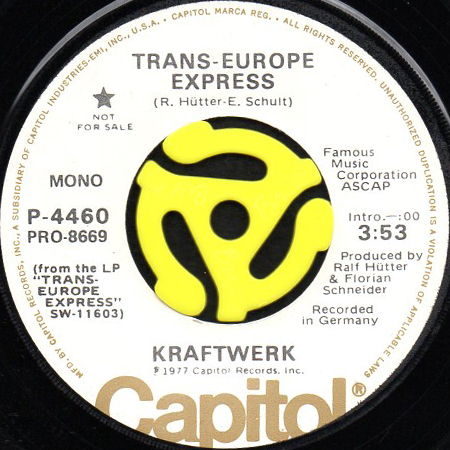 MFD. BY CAPITOL RECORDS, INC., A SUBSIDIARY OF CAPITOL INDUSTRIES-EMI, INC., U.S.A. • CAPITOL MARCA REG. • ALL RIGHTS RESERVED. UNAUTHORIZED DUPLICATION IS A VIOLATION OF APPLICABLE LAWS
TRANS-EUROPE
EXPRESS
(R. Hütter-E. Schult)
★
NOT
FOR SALE
MONO
P-4460
PRO-8669
(from the LP
"TRANS-
EUROPE
EXPRESS"
SW-11603)
Famous
Music
Corporation
ASCAP
Intro.—:00
3:53
Produced by
Ralf Hütter
& Florian
Schneider
Recorded
in Germany
KRAFTWERK
℗1977 Capitol Records, Inc.
Capitol®